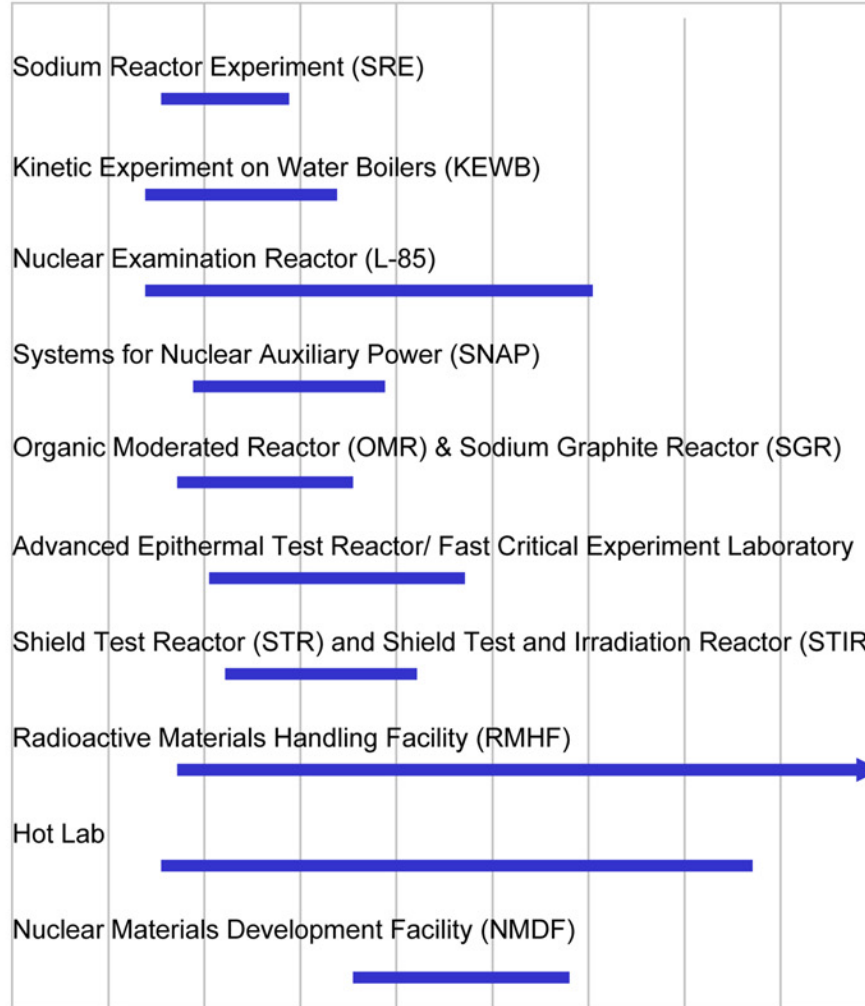 Sodium Reactor Experiment (SRE)
Kinetic Experiment on Water Boilers (KEWB)
Nuclear Examination Reactor (L-85)
Systems for Nuclear Auxiliary Power (SNAP)
Organic Moderated Reactor (OMR) & Sodium Graphite Reactor (SGR)
Advanced Epithermal Test Reactor/ Fast Critical Experiment Laboratory
Shield Test Reactor (STR) and Shield Test and Irradiation Reactor (STIR
Radioactive Materials Handling Facility (RMHF)
Hot Lab
Nuclear Materials Development Facility (NMDF)